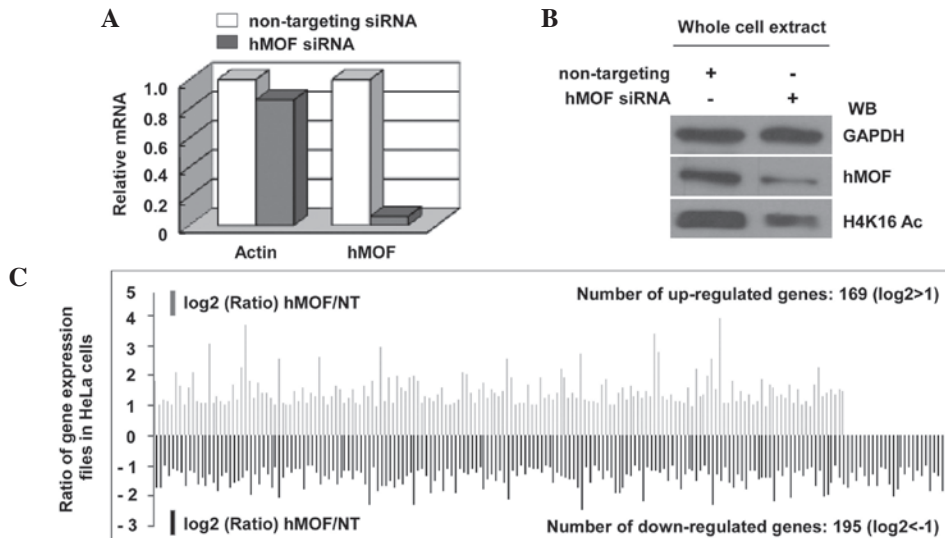 A
non-targeting siRNA
hMOF siRNA
Relative mRNA
1.0
0.8
0.6
0.4
0.2
0
Actin hMOF
B
Whole cell extract
non-targeting + -
hMOF siRNA - + WB
GAPDH
hMOF
H4K16 Ac
C
Ratio of gene expression
files in HeLa cells
5
4
3
2
1
0
- 1
- 2
- 3
log2 (Ratio) hMOF/NT
Number of up-regulated genes: 169 (log2>1)
log2 (Ratio) hMOF/NT
Number of down-regulated genes: 195 (log2<-1)